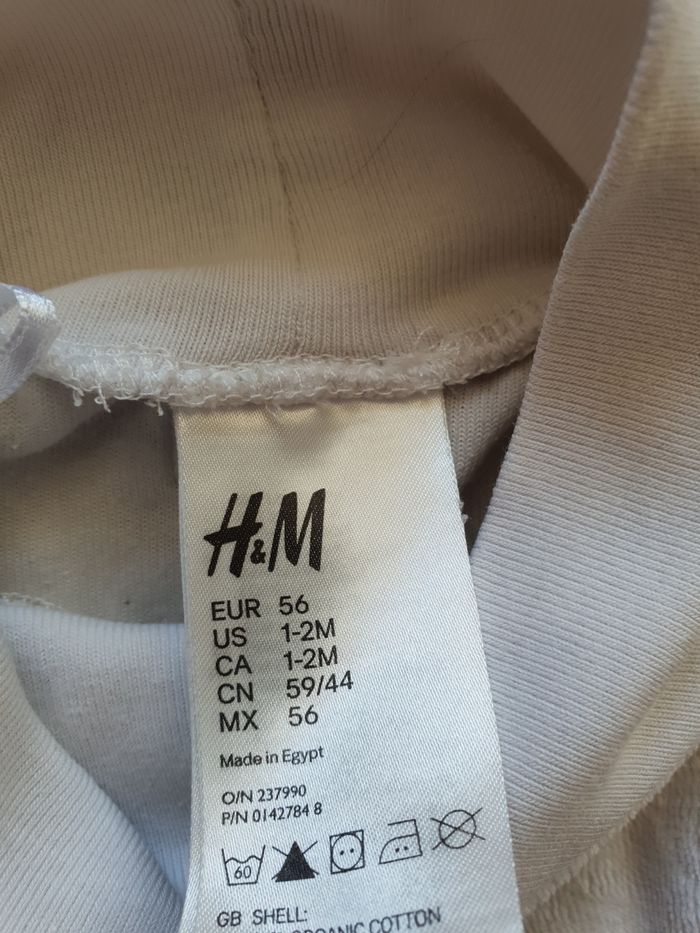 H&M
EUR 56
US 1-2M
CA 1-2M
CN 59/44
MX 56
Made in Egypt
O/N 237990
P/N 0142784 8
60
GB SHELL:
ORGANIC COTTON